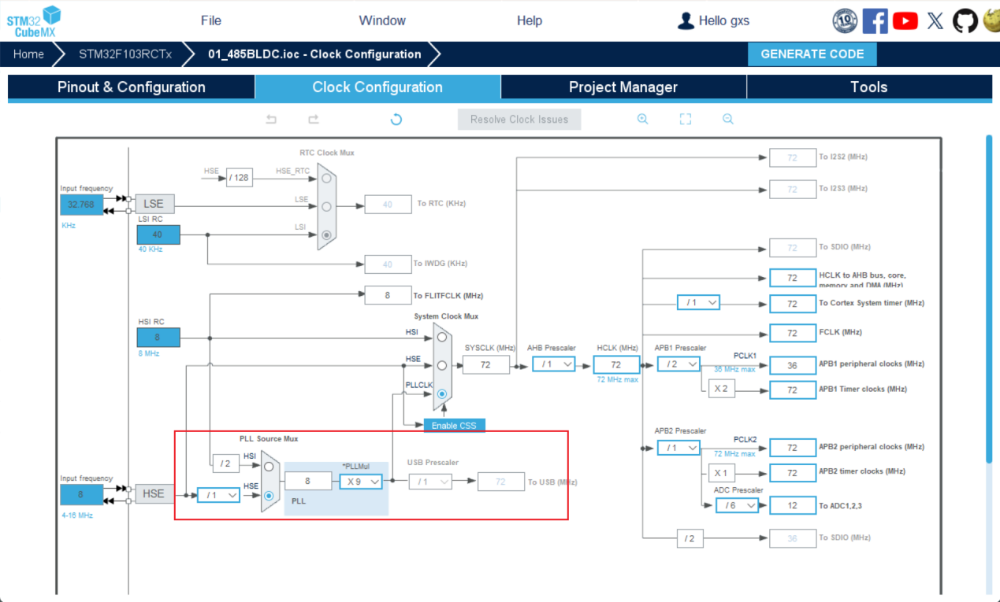 STM32
CubeMX
File
Window
Help
Hello gxs
10
Home
STM32F103RCTx
01_485BLDC.ioc - Clock Configuration
GENERATE CODE
Pinout & Configuration
Clock Configuration
Project Manager
Tools
Resolve Clock Issues
RTC Clock Mux
HSE
/ 128
HSE_RTC
Input frequency
32.768
KHz
LSE
LSE
40
To RTC (KHz)
LSI RC
40
40 KHz
LSI
40
To IWDG (KHz)
8
To FLITFCLK (MHz)
HSI RC
8
8 MHz
System Clock Mux
HSI
HSE
PLLCLK
SYSCLK (MHz)
72
AHB Prescaler
/ 1
HCLK (MHz)
72
72 MHz max
Enable CSS
72
To I2S2 (MHz)
72
To I2S3 (MHz)
72
To SDIO (MHz)
72
HCLK to AHB bus, core,
memory and DMA (MHz)
/ 1
72
To Cortex System timer (MHz)
72
FCLK (MHz)
APB1 Prescaler
/ 2
PCLK1
36 MHz max
36
APB1 peripheral clocks (MHz)
X 2
72
APB1 Timer clocks (MHz)
APB2 Prescaler
/ 1
PCLK2
72 MHz max
72
APB2 peripheral clocks (MHz)
X 1
72
APB2 timer clocks (MHz)
ADC Prescaler
/ 6
12
To ADC1,2,3
/ 2
36
To SDIO (MHz)
PLL Source Mux
/ 2
HSI
Input frequency
8
4-16 MHz
HSE
/ 1
HSE
8
*PLLMul
X 9
PLL
USB Prescaler
/ 1
72
To USB (MHz)